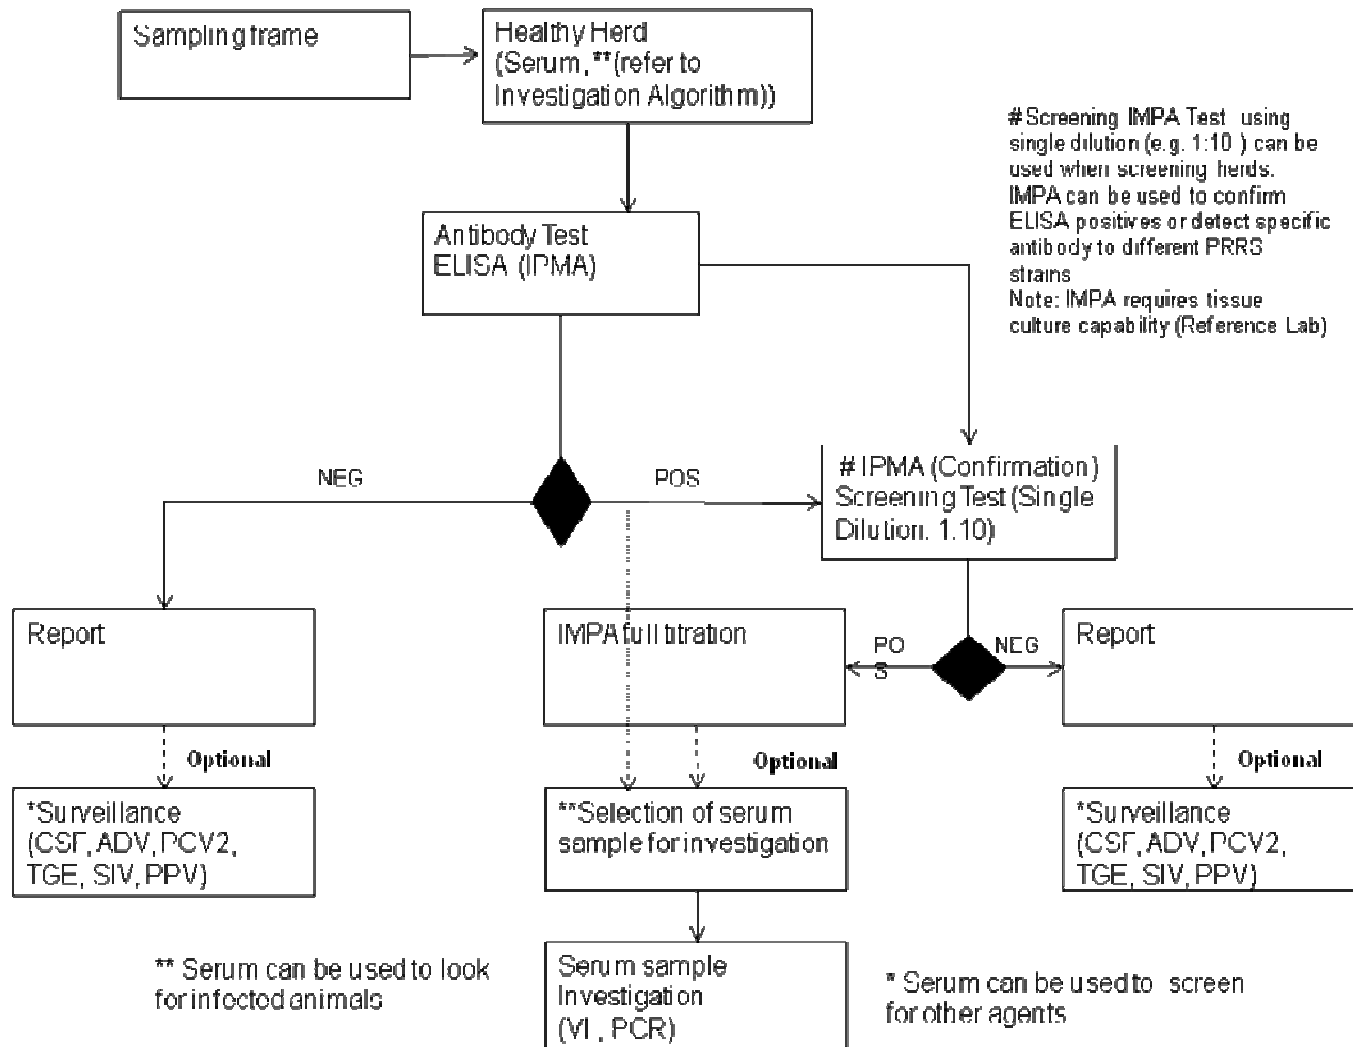 Sampling frame
Healthy Herd
(Serum, **(refer to
Investigation Algorithm))
# Screening IMPA Test using
single dilution (e.g. 1:10 ) can be
used when screening herds.
IMPA can be used to confirm
ELISA positives or detect specific
antibody to different PRRS
strains
Note: IMPA requires tissue
culture capability (Reference Lab)
Antibody Test
ELISA (IPMA)
NEG
POS
# IPMA (Confirmation)
Screening Test (Single
Dilution. 1.10)
Report
IMPA full titration
PO
S
NEG
Report
Optional
Optional
Optional
*Surveillance
(CSF, ADV, PCV2,
TGE, SIV, PPV)
**Selection of serum
sample for investigation
*Surveillance
(CSF, ADV, PCV2,
TGE, SIV, PPV)
** Serum can be used to look
for infected animals
Serum sample
Investigation
(VI , PCR)
* Serum can be used to screen
for other agents